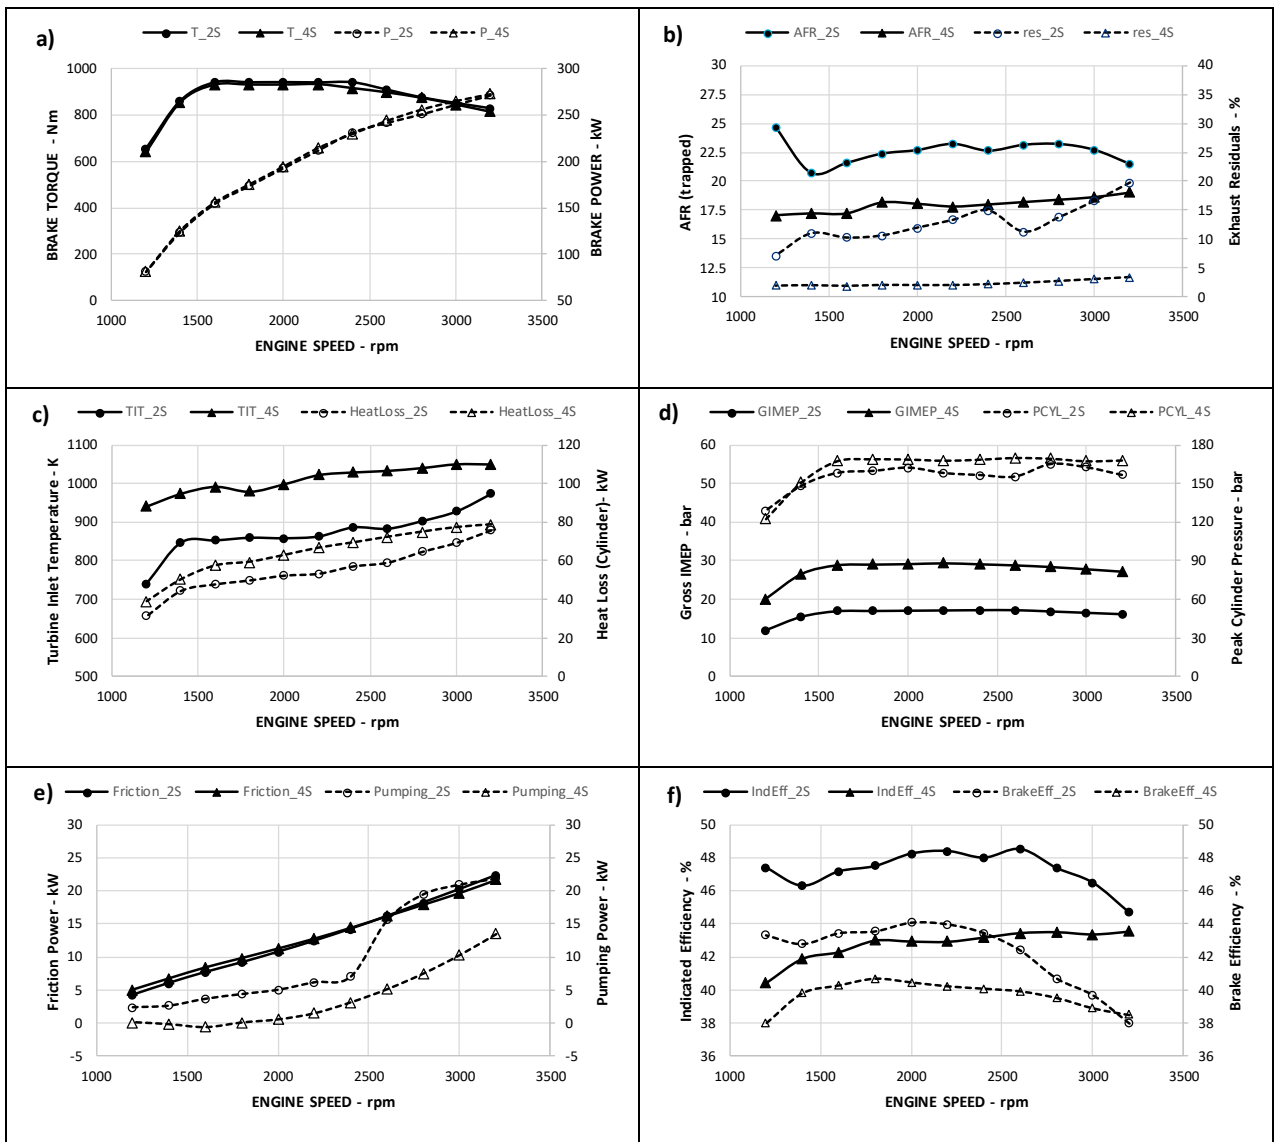 a)
T_2S T_4S P_2S P_4S
BRAKE TORQUE - Nm
1000
800
600
400
200
0
300
250
200
150
100
50
BRAKE POWER - kW
1000 1500 2000 2500 3000 3500
ENGINE SPEED - rpm
b)
AFR_2S AFR_4S res_2S res_4S
AFR (trapped)
30
27.5
25
22.5
20
17.5
15
12.5
10
40
35
30
25
20
15
10
5
0
Exhaust Residuals - %
1000 1500 2000 2500 3000 3500
ENGINE SPEED - rpm
c)
TIT_2S TIT_4S HeatLoss_2S HeatLoss_4S
Turbine Inlet Temperature - K
1100
1000
900
800
700
600
500
120
100
80
60
40
20
0
Heat Loss (Cylinder)- kW
1000 1500 2000 2500 3000 3500
ENGINE SPEED - rpm
d)
GIMEP_2S GIMEP_4S PCYL_2S PCYL_4S
Gross IMEP - bar
60
50
40
30
20
10
0
180
150
120
90
60
30
0
Peak Cylinder Pressure - bar
1000 1500 2000 2500 3000 3500
ENGINE SPEED - rpm
e)
Friction_2S Friction_4S Pumping_2S Pumping_4S
Friction Power - kW
30
25
20
15
10
5
0
-5
30
25
20
15
10
5
0
-5
Pumping Power - kW
1000 1500 2000 2500 3000 3500
ENGINE SPEED - rpm
f)
IndEff_2S IndEff_4S BrakeEff_2S BrakeEff_4S
Indicated Efficiency - %
50
48
46
44
42
40
38
36
50
48
46
44
42
40
38
36
Brake Efficiency - %
1000 1500 2000 2500 3000 3500
ENGINE SPEED - rpm